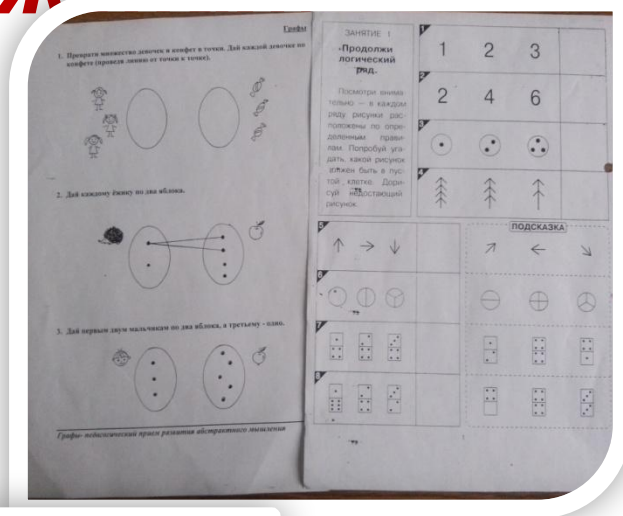 Графы
1. Преврати множество девочек и конфет в точки. Дай каждой девочке по
конфете (проведя линию от точки к точке).
2. Дай каждому ёжику по два яблока.
3. Дай первым двум мальчикам по два яблока, а третьему - одно.
Графы- педагогический прием развития абстрактного мышления
ЗАНЯТИЕ 1
«Продолжи
логический
ряд»
Посмотри внима-
тельно — в каждом
ряду рисунки рас-
положены по опре-
деленным прави-
лам. Попробуй уга-
дать, какой рисунок
должен быть в пус-
той клетке. Дори-
суй недостающий
рисунок.
1
1 2 3
2
2 4 6
3
4
5
ПОДСКАЗКА
6
7
8